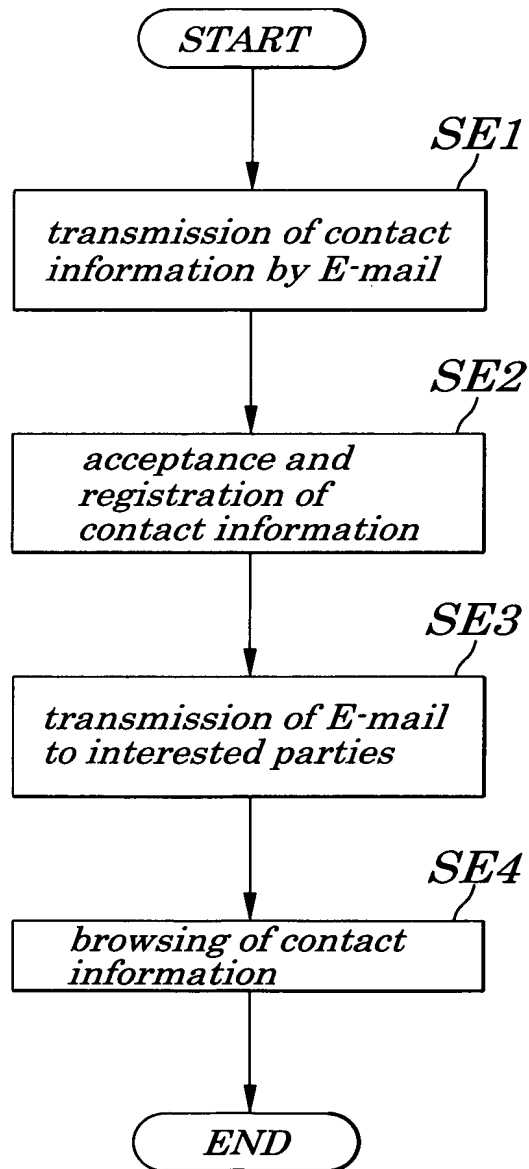 START
SE1
transmission of contact
information by E-mail
SE2
acceptance and
registration of
contact information
SE3
transmission of E-mail
to interested parties
SE4
browsing of contact
information
END